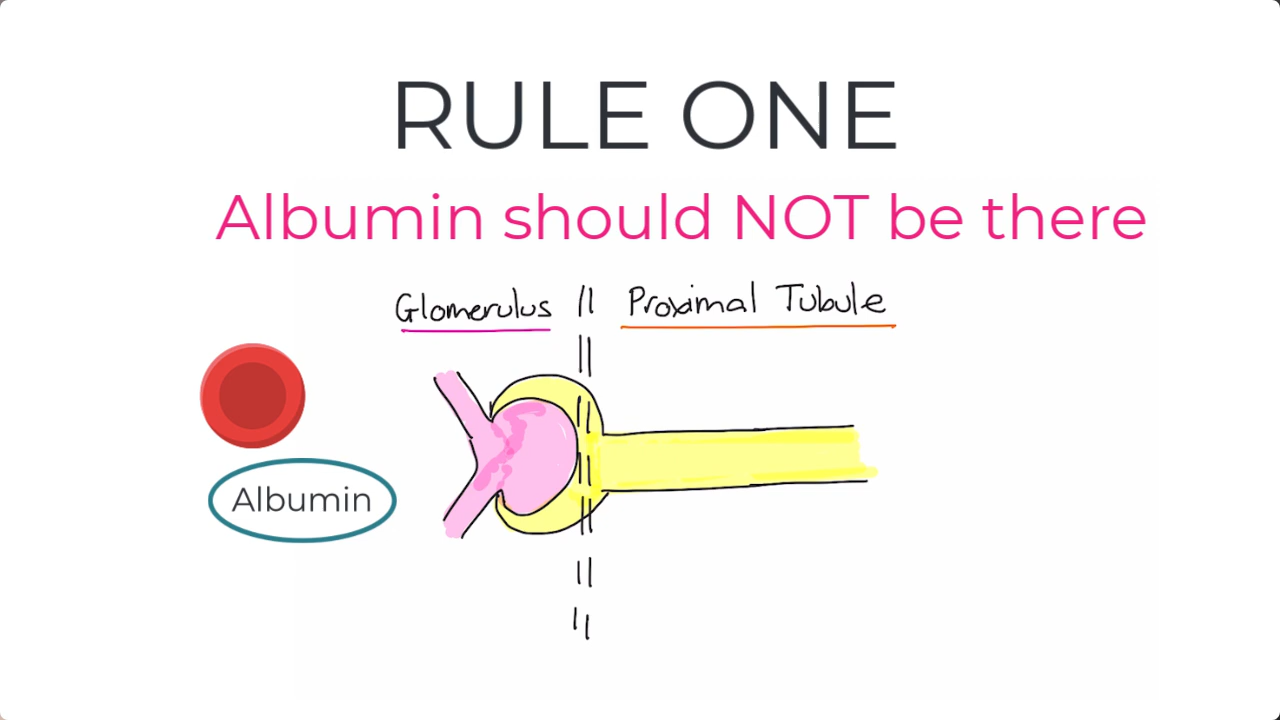 RULE ONE
Albumin should NOT be there
Glomerulus || Proximal Tubule
Albumin